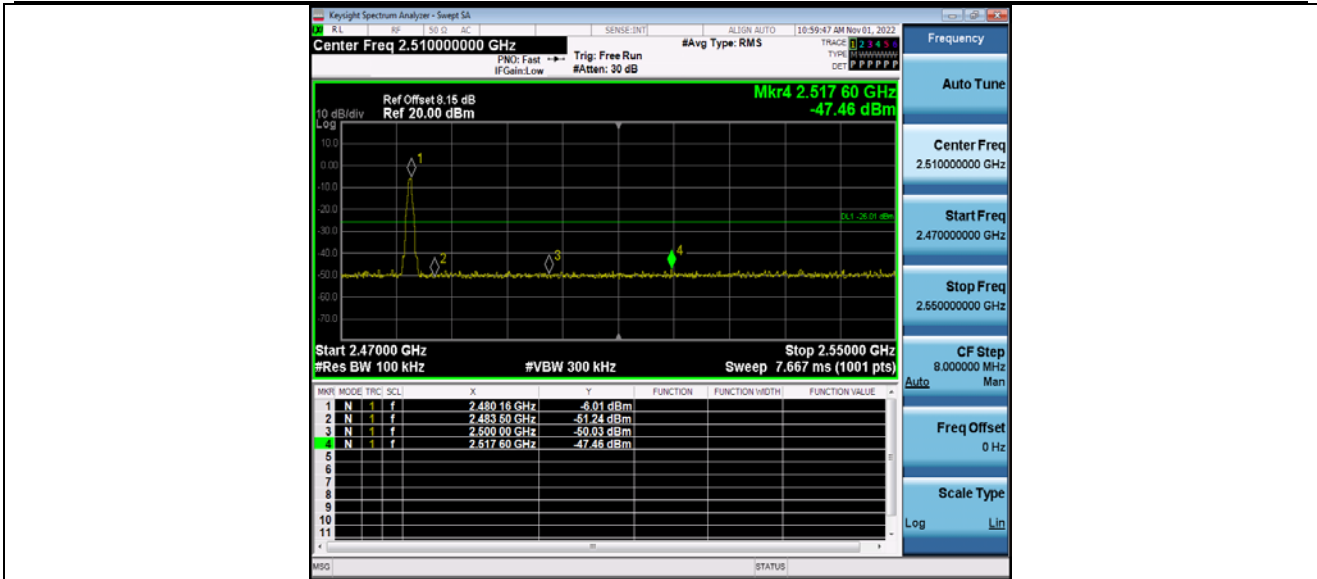 Keysight Spectrum Analyzer - Swept SA
RL RF 50 Ω AC SENSE:INT ALIGN AUTO 10:59:47 AM Nov 01, 2022
Center Freq 2.510000000 GHz #Avg Type: RMS TRACE 1 2 3 4 5 6
PNO: Fast Trig: Free Run TYPE M WWWWW
IFGain:Low #Atten: 30 dB DET P P P P P P
Mkr4 2.517 60 GHz
-47.46 dBm
Ref Offset 8.15 dB
10 dB/div Ref 20.00 dBm
Log
10.0
0.00
-10.0
-20.0
-30.0
-40.0
-50.0
-60.0
-70.0
1
2
3
4
DL1 -26.01 dBm
Start 2.47000 GHz Stop 2.55000 GHz
#Res BW 100 kHz #VBW 300 kHz Sweep 7.667 ms (1001 pts)
MKR MODE TRC SCL X Y FUNCTION FUNCTION WIDTH FUNCTION VALUE
1 N 1 f 2.480 16 GHz -6.01 dBm
2 N 1 f 2.483 50 GHz -51.24 dBm
3 N 1 f 2.500 00 GHz -50.03 dBm
4 N 1 f 2.517 60 GHz -47.46 dBm
5
6
7
8
9
10
11
MSG STATUS
Frequency
Auto Tune
Center Freq
2.510000000 GHz
Start Freq
2.470000000 GHz
Stop Freq
2.550000000 GHz
CF Step
8.000000 MHz
Auto Man
Freq Offset
0 Hz
Scale Type
Log Lin